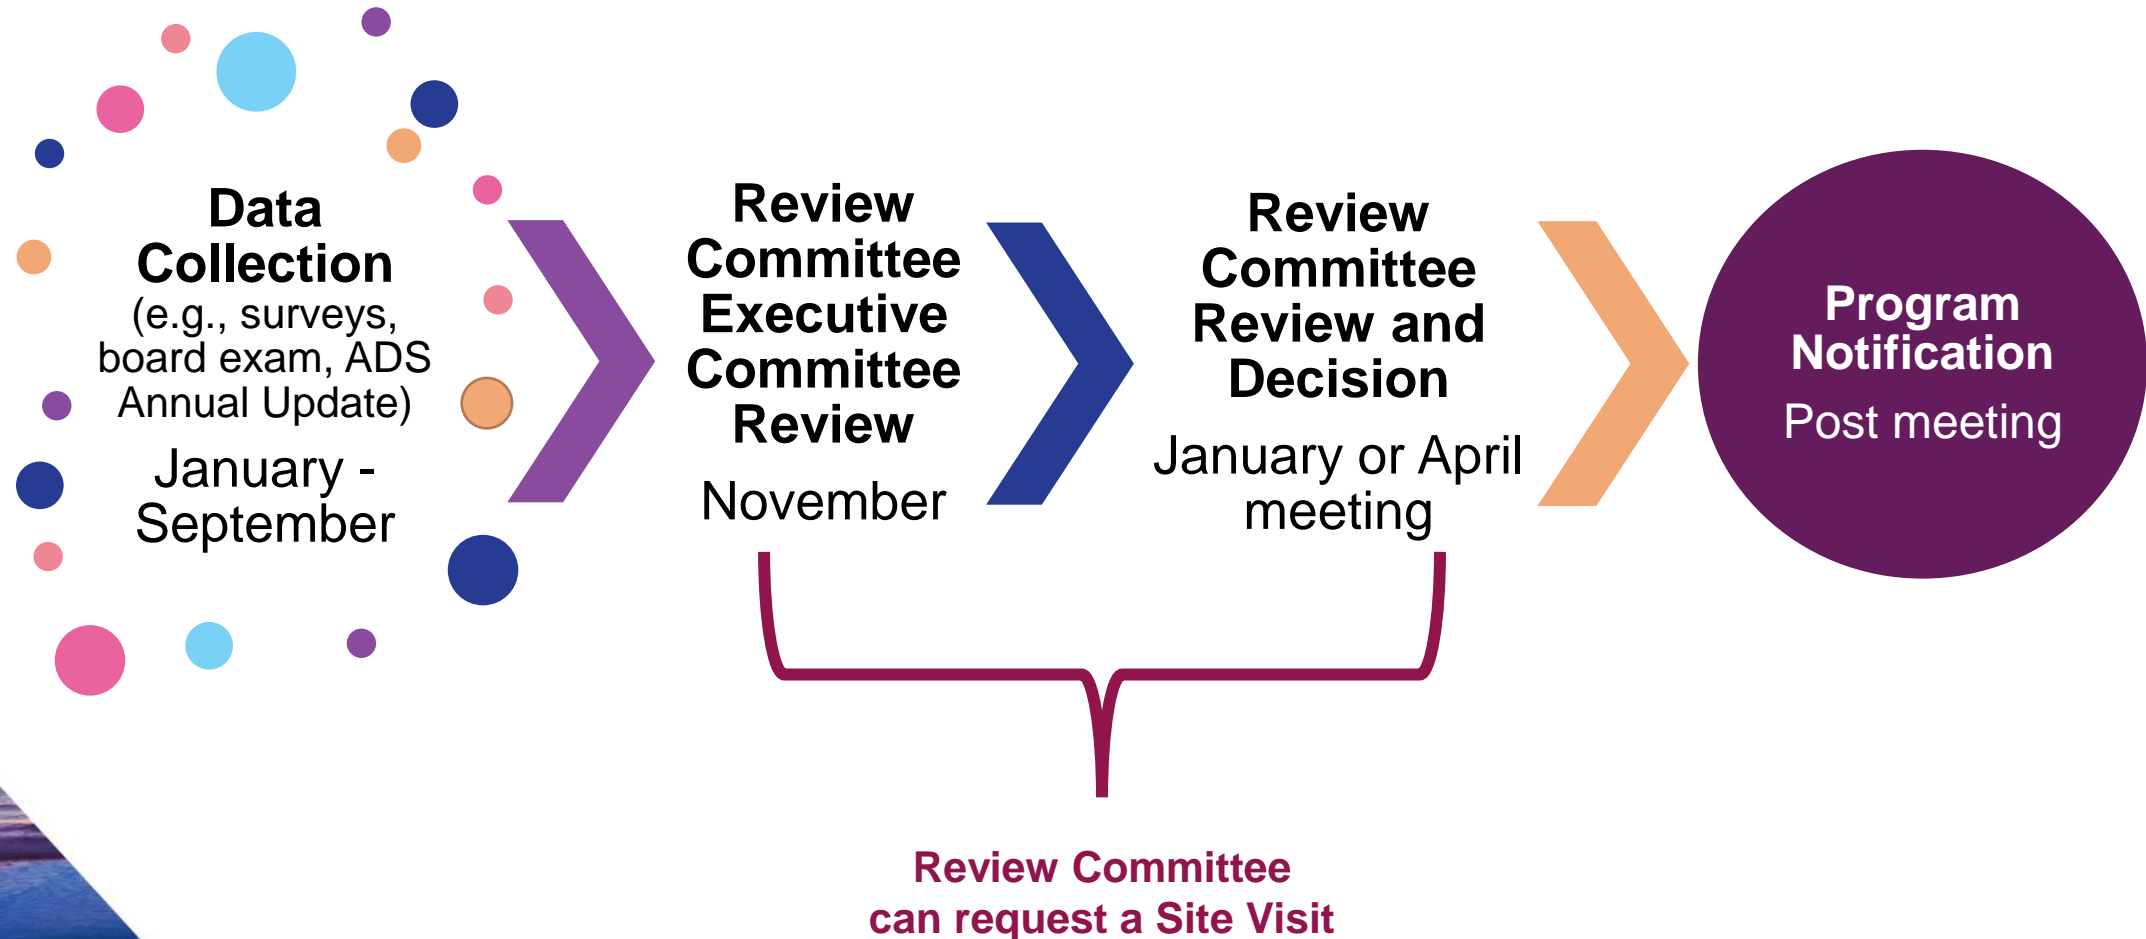 Data
Collection
(e.g., surveys,
board exam, ADS
Annual Update)
January -
September
Review
Committee
Executive
Committee
Review
November
Review
Committee
Review and
Decision
January or April
meeting
Program
Notification
Post meeting
Review Committee
can request a Site Visit